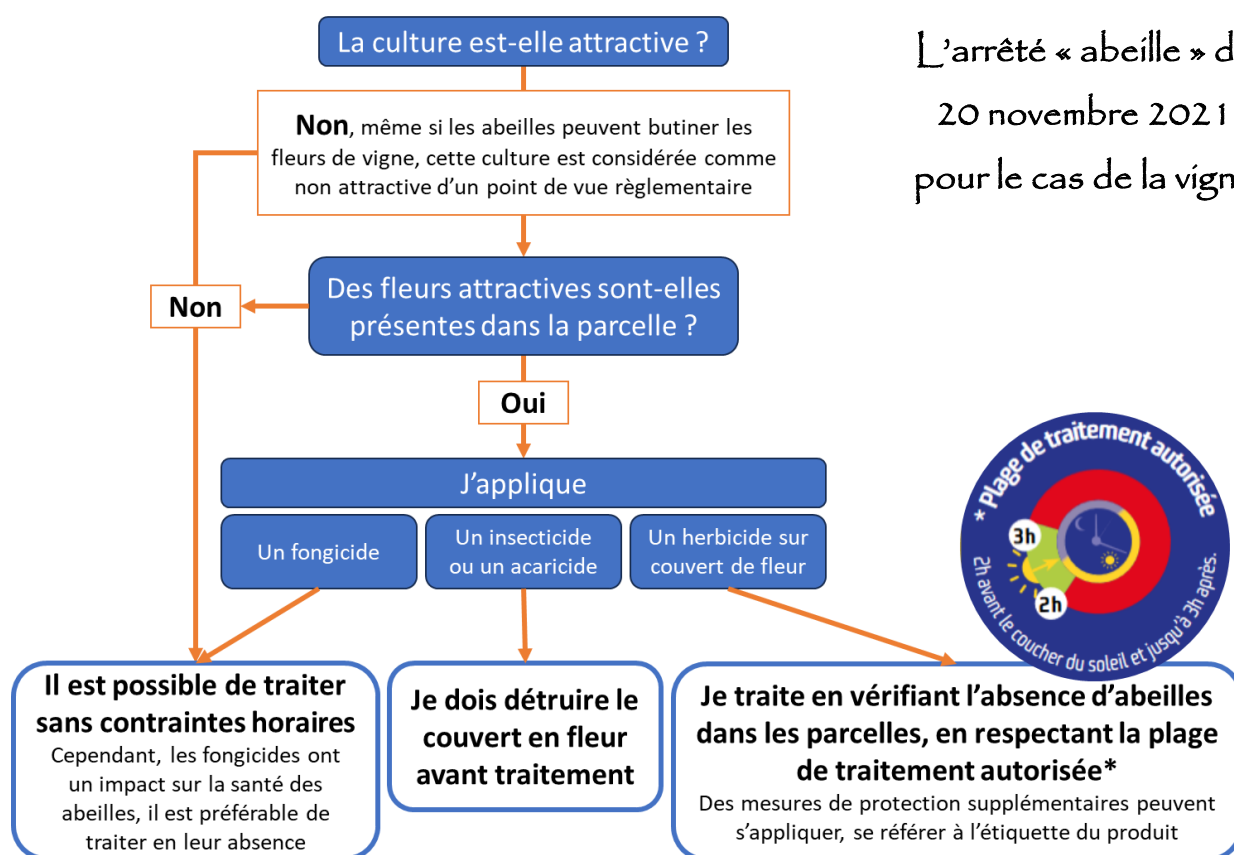 La culture est-elle attractive ?
L'arrêté « abeille » d
20 novembre 2021
pour le cas de la vign
Non, même si les abeilles peuvent butiner les
fleurs de vigne, cette culture est considérée comme
non attractive d'un point de vue règlementaire
Des fleurs attractives sont-elles
présentes dans la parcelle ?
Non
Oui
J'applique
Un fongicide
Un insecticide
ou un acaricide
Un herbicide sur
couvert de fleur
* Plage de traitement autorisée
3h
2h
2h avant le coucher du soleil et jusqu'à 3h après.
Il est possible de traiter
sans contraintes horaires
Cependant, les fongicides ont
un impact sur la santé des
abeilles, il est préférable de
traiter en leur absence
Je dois détruire le
couvert en fleur
avant traitement
Je traite en vérifiant l'absence d'abeilles
dans les parcelles, en respectant la plage
de traitement autorisée*
Des mesures de protection supplémentaires peuvent
s'appliquer, se référer à l'étiquette du produit